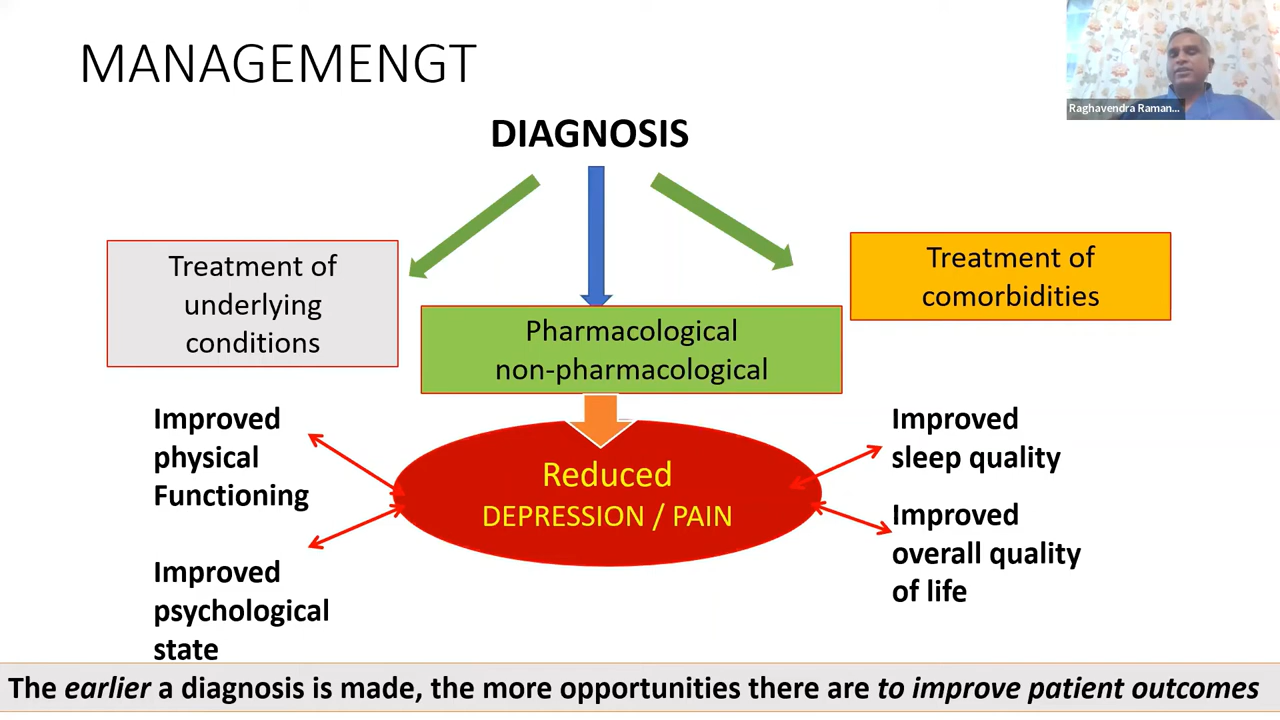 MANAGEMENGT
Raghavendra Raman...
DIAGNOSIS
Treatment of
underlying
conditions
Pharmacological
non-pharmacological
Treatment of
comorbidities
Improved
physical
Functioning
Improved
psychological
state
Reduced
DEPRESSION / PAIN
Improved
sleep quality
Improved
overall quality
of life
The earlier a diagnosis is made, the more opportunities there are to improve patient outcomes